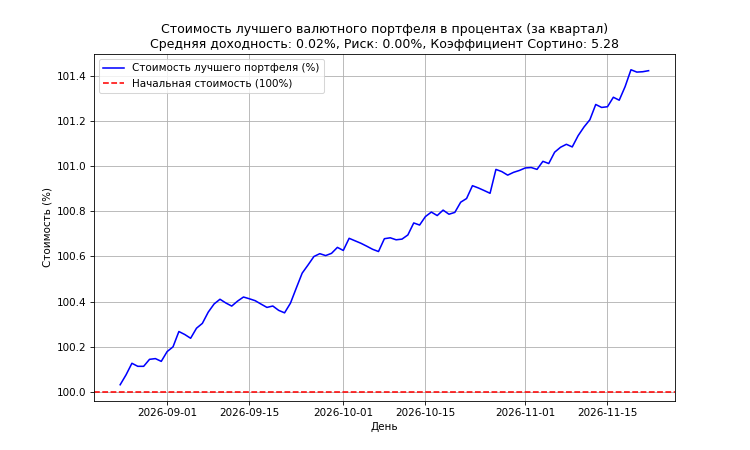 Стоимость лучшего валютного портфеля в процентах (за квартал)
Средняя доходность: 0.02%, Риск: 0.00%, Коэффициент Сортино: 5.28
Стоимость лучшего портфеля (%)
Начальная стоимость (100%)
Стоимость (%)
101.4
101.2
101.0
100.8
100.6
100.4
100.2
100.0
2026-09-01 2026-09-15 2026-10-01 2026-10-15 2026-11-01 2026-11-15
День